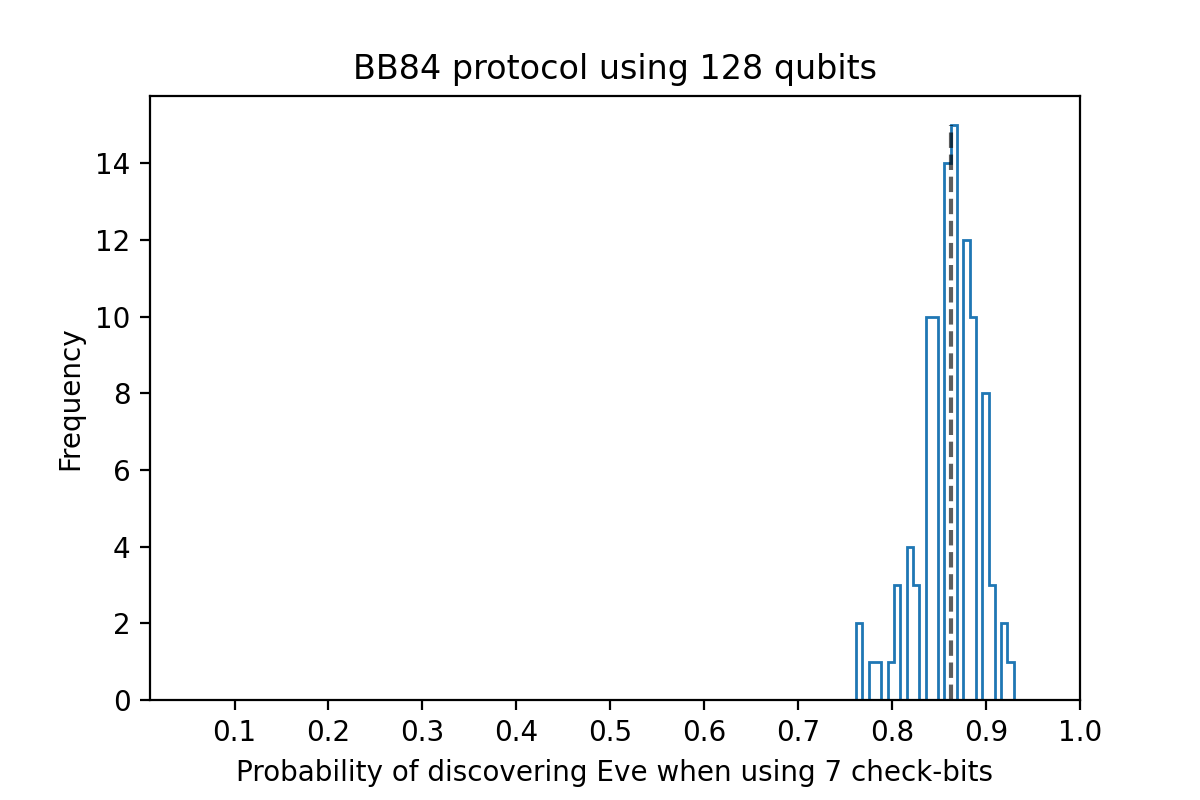 BB84 protocol using 128 qubits
14
12
10
8
6
4
2
0
Frequency
0.1 0.2 0.3 0.4 0.5 0.6 0.7 0.8 0.9 1.0
Probability of discovering Eve when using 7 check-bits